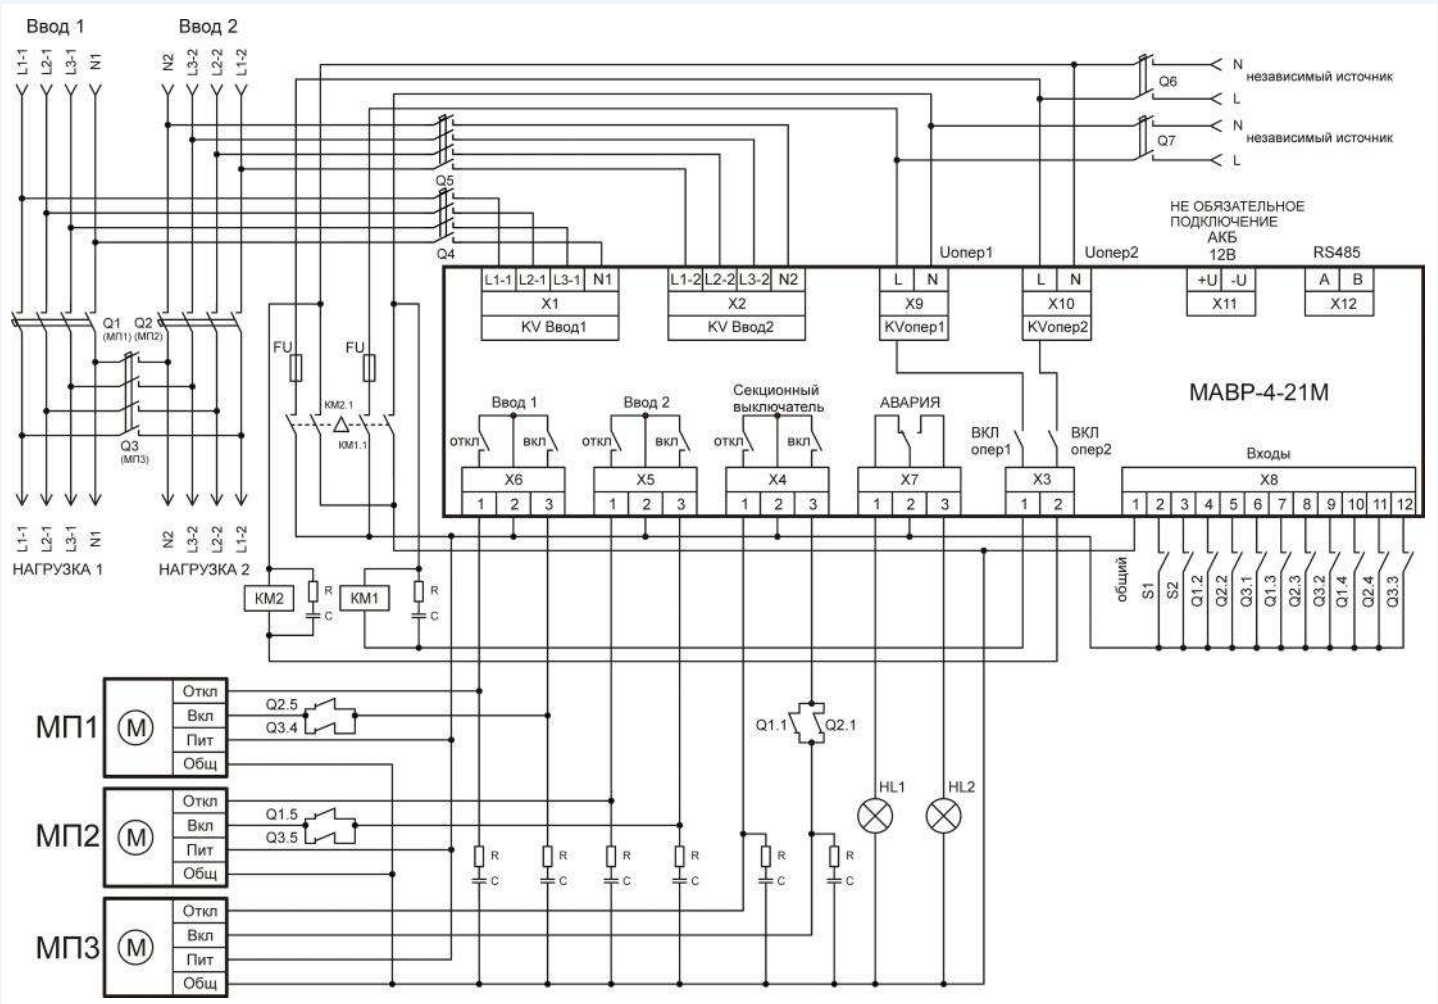 Ввод 1
Ввод 2
L1-1
L2-1
L3-1
N1
N2
L3-2
L2-2
L1-2
Q6
N
независимый источник
L
Q7
N
независимый источник
L
Q5
Q4
НЕ ОБЯЗАТЕЛЬНОЕ
ПОДКЛЮЧЕНИЕ
АКБ
12В
RS485
Uопер1
Uопер2
L1-1 L2-1 L3-1 N1
X1
KV Ввод1
L1-2 L2-2 L3-2 N2
X2
KV Ввод2
L N
X9
KVопер1
L N
X10
KVопер2
+U -U
X11
A B
X12
МАВР-4-21М
Q1
(МП1)
Q2
(МП2)
Q3
(МП3)
FU
FU
КМ2.1
КМ1.1
Ввод 1
откл
вкл
X6
1 2 3
Ввод 2
откл
вкл
X5
1 2 3
Секционный
выключатель
откл
вкл
X4
1 2 3
АВАРИЯ
X7
1 2 3
ВКЛ
опер1
ВКЛ
опер2
X3
1 2
Входы
X8
1 2 3 4 5 6 7 8 9 10 11 12
общий
S1
S2
Q1.2
Q2.2
Q3.1
Q1.3
Q2.3
Q3.2
Q1.4
Q2.4
Q3.3
L1-1
L2-1
L3-1
N1
N2
L3-2
L2-2
L1-2
НАГРУЗКА 1
НАГРУЗКА 2
КМ2
R
C
КМ1
R
C
МП1
M
Откл
Вкл
Пит
Общ
Q2.5
Q3.4
МП2
M
Откл
Вкл
Пит
Общ
Q1.5
Q3.5
МП3
M
Откл
Вкл
Пит
Общ
Q1.1
Q2.1
HL1
HL2
R
C
R
C
R
C
R
C
R
C
R
C